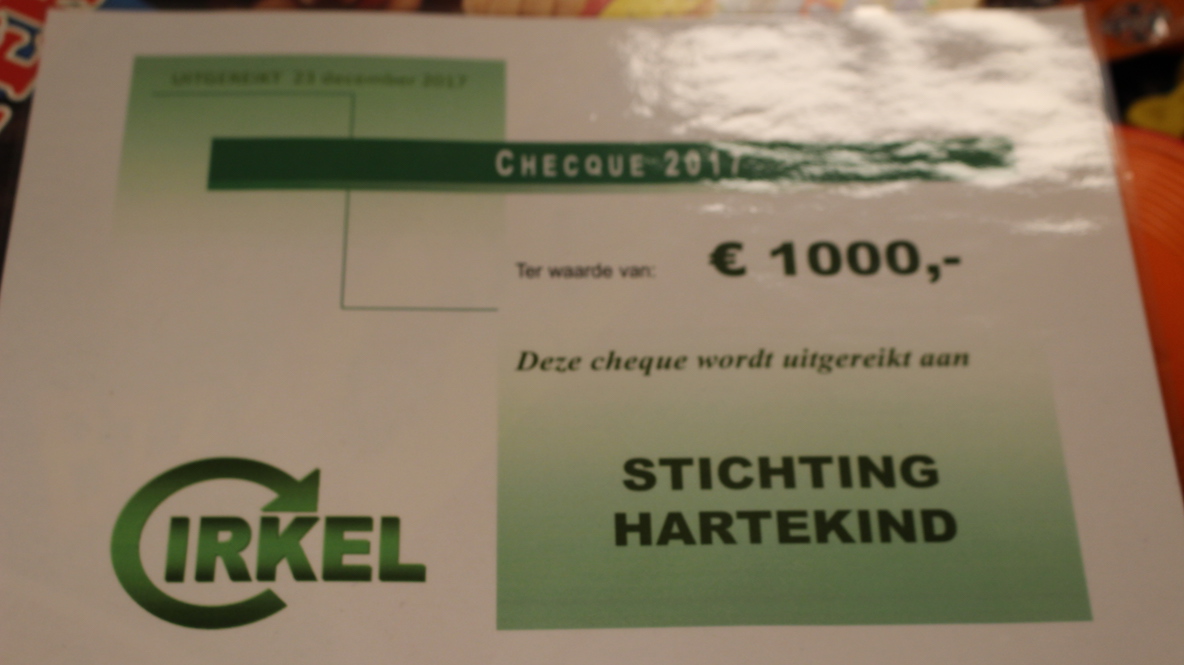 UITGEREIKT 23 december 2017
CHECQUE 2017
Ter waarde van: € 1000,-
Deze cheque wordt uitgereikt aan
STICHTING
HARTEKIND
CIRKEL